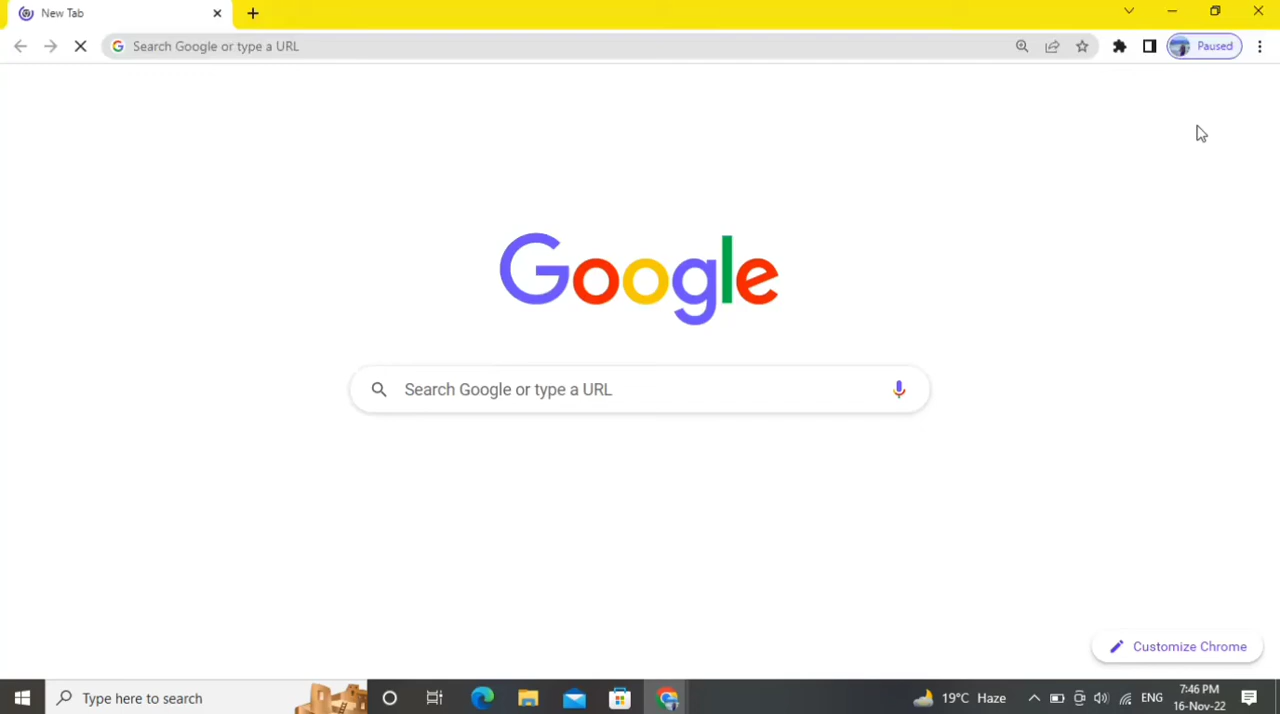 New Tab
Search Google or type a URL
Paused
Google
Search Google or type a URL
Customize Chrome
Type here to search
19°C Haze
ENG
7:46 PM
16-Nov-22